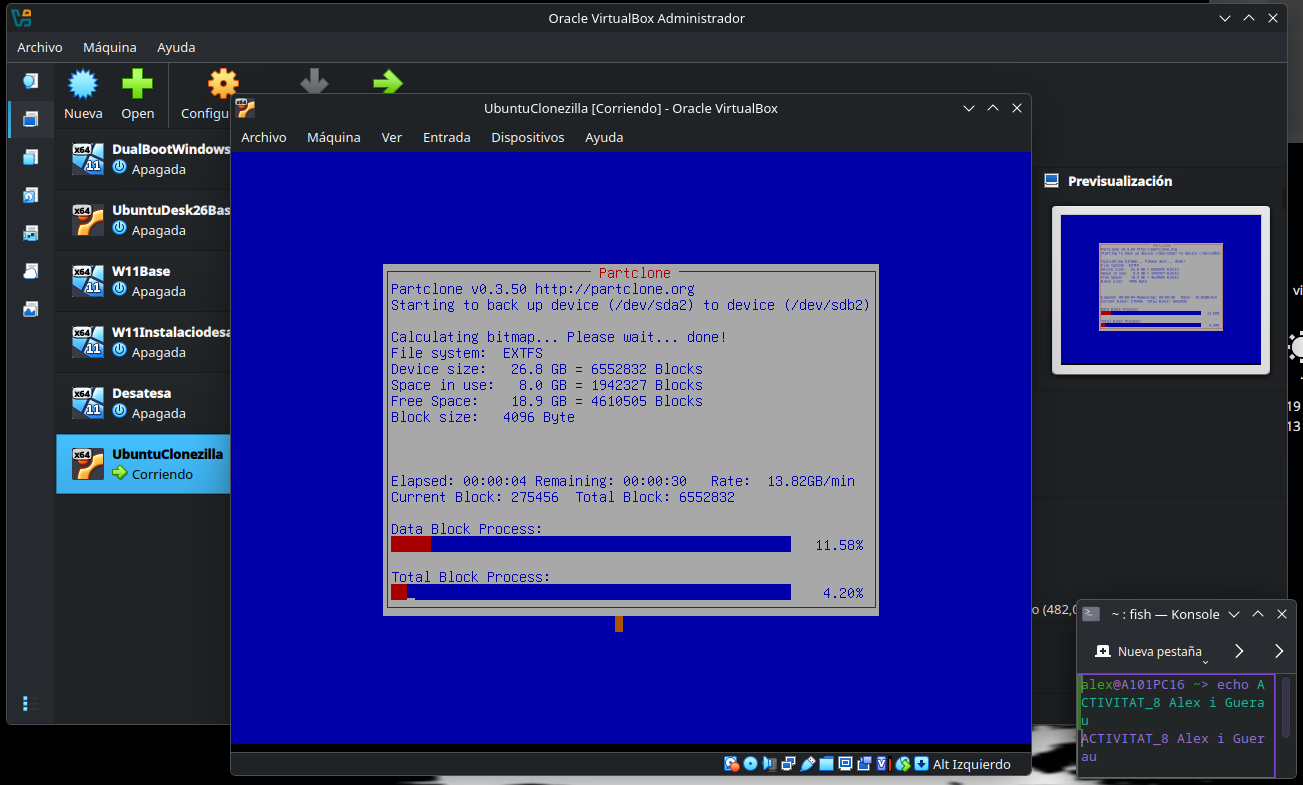 Oracle VirtualBox Administrador
Archivo Máquina Ayuda
Nueva Open Configu
UbuntuClonezilla [Corriendo] - Oracle VirtualBox
Archivo Máquina Ver Entrada Dispositivos Ayuda
DualBootWindows
Apagada
UbuntuDesk26Bas
Apagada
W11Base
Apagada
W11Instalaciodesa
Apagada
Desatesa
Apagada
UbuntuClonezilla
Corriendo
Partclone
Partclone v0.3.50 http://partclone.org
Starting to back up device (/dev/sda2) to device (/dev/sdb2)
Calculating bitmap... Please wait... done!
File system: EXTFS
Device size: 26.8 GB = 6552832 Blocks
Space in use: 8.0 GB = 1942327 Blocks
Free Space: 18.9 GB = 4610505 Blocks
Block size: 4096 Byte
Elapsed: 00:00:04 Remaining: 00:00:30 Rate: 13.82GB/min
Current Block: 275456 Total Block: 6552832
Data Block Process:
11.58%
Total Block Process:
4.20%
Alt Izquierdo
Previsualización
vi
19
13
o (482,0
~ : fish — Konsole
Nueva pestaña
alex@A101PC16 ~> echo A
CTIVITAT_8 Alex i Guera
u
ACTIVITAT_8 Alex i Guer
au